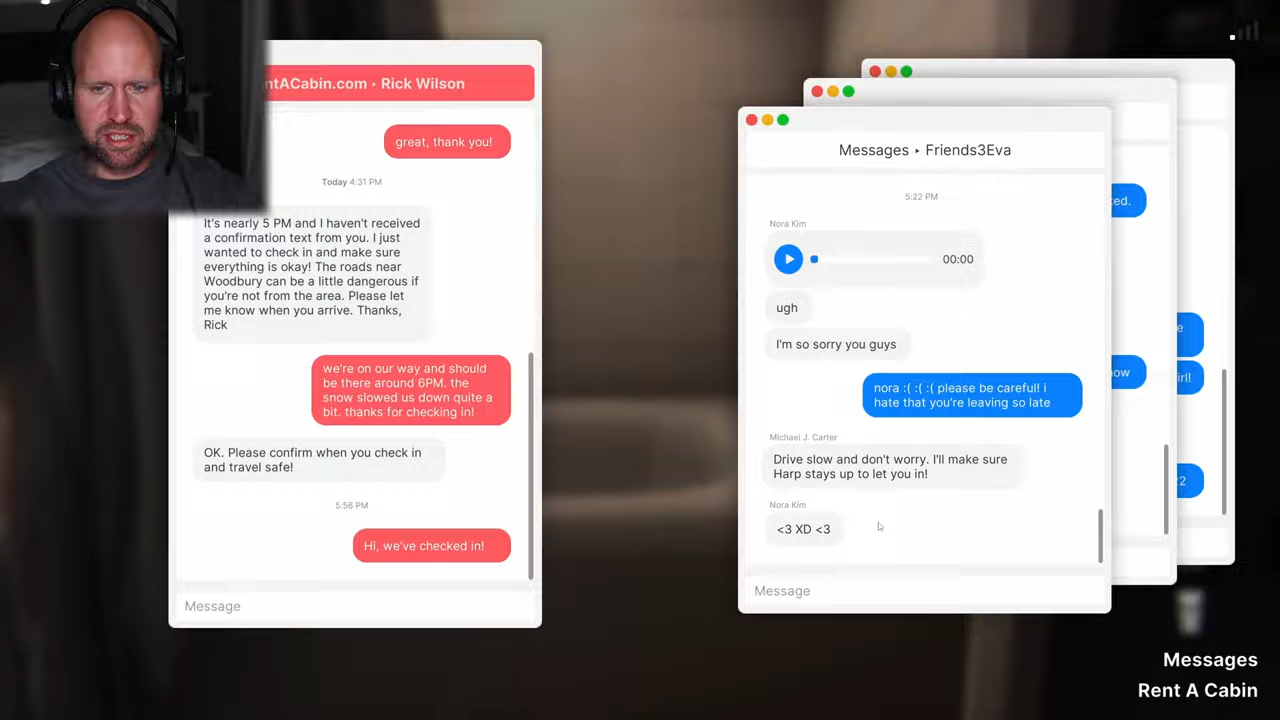 ntACabin.com ▸ Rick Wilson
great, thank you!
Today 4:31 PM
It's nearly 5 PM and I haven't received
a confirmation text from you. I just
wanted to check in and make sure
everything is okay! The roads near
Woodbury can be a little dangerous if
you're not from the area. Please let
me know when you arrive. Thanks,
Rick
we're on our way and should
be there around 6PM. the
snow slowed us down quite a
bit. thanks for checking in!
OK. Please confirm when you check in
and travel safe!
5:56 PM
Hi, we've checked in!
Message
Messages ▸ Friends3Eva
5:22 PM
Nora Kim
00:00
ugh
I'm so sorry you guys
nora :( :( :( please be careful! i
hate that you're leaving so late
Michael J. Carter
Drive slow and don't worry. I'll make sure
Harp stays up to let you in!
Nora Kim
<3 XD <3
Message
Messages
Rent A Cabin